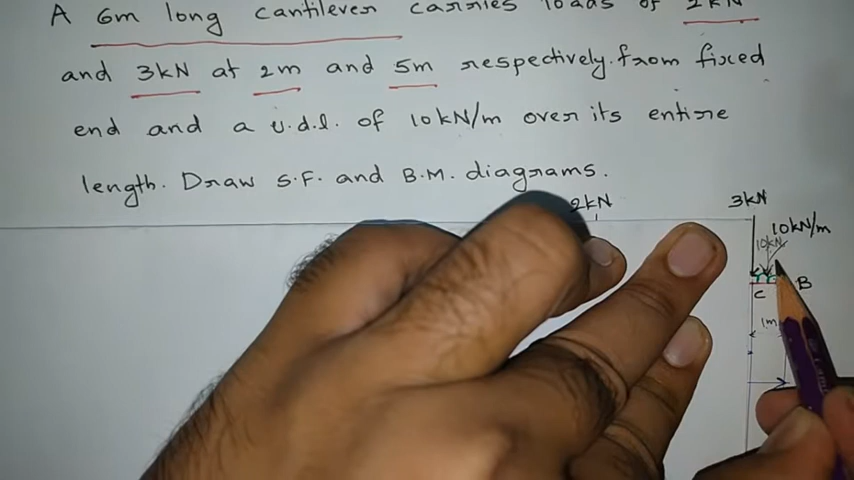 A 6m long cantilever carries loads of 2kN
and 3kN at 2m and 5m respectively from fixed
end and a u.d.l. of 10kN/m over its entire
length. Draw S.F. and B.M. diagrams.
2kN
3kN
10kN/m
10kN
C B
1m